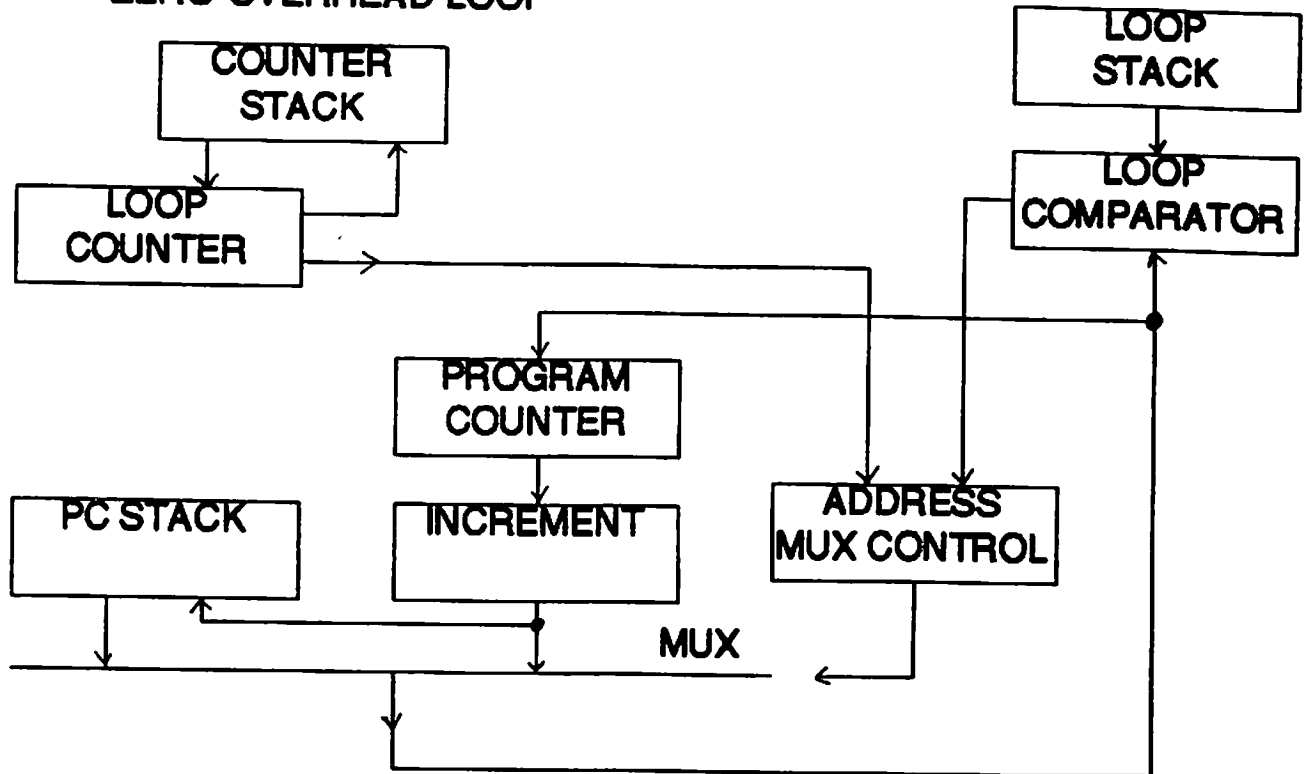 COUNTER
STACK
LOOP
STACK
LOOP
COUNTER
LOOP
COMPARATOR
PROGRAM
COUNTER
PC STACK
INCREMENT
ADDRESS
MUX CONTROL
MUX